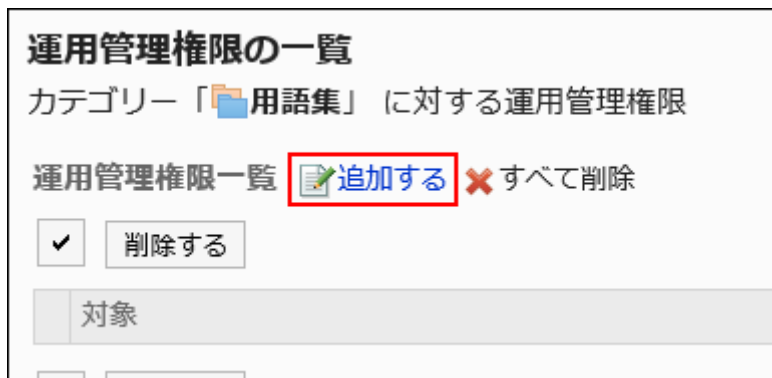 運用管理権限の一覧
カテゴリー「用語集」 に対する運用管理権限
運用管理権限一覧 追加する すべて削除
削除する
対象